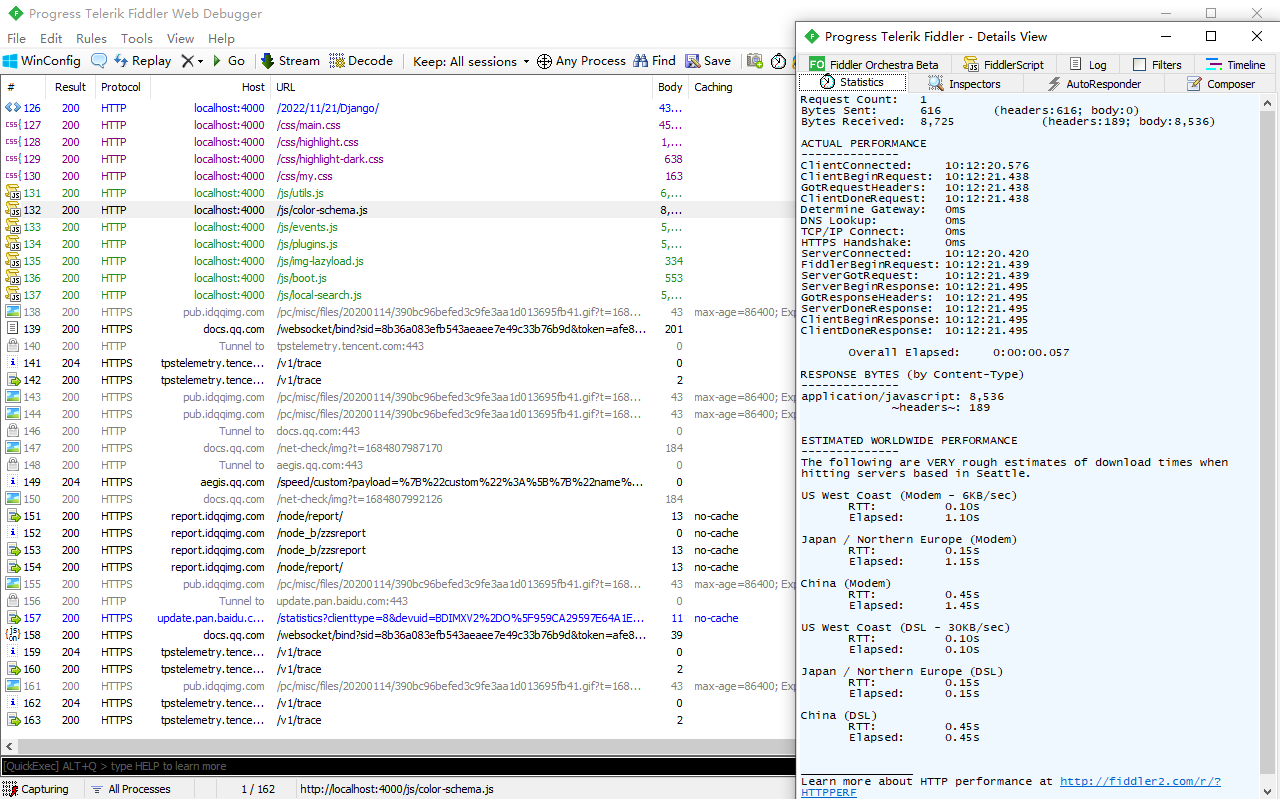 Progress Telerik Fiddler Web Debugger
File Edit Rules Tools View Help
WinConfig Replay Go Stream Decode Keep: All sessions Any Process Find Save
# Result Protocol Host URL Body Caching
126 200 HTTP localhost:4000 /2022/11/21/Django/ 43...
127 200 HTTP localhost:4000 /css/main.css 45...
128 200 HTTP localhost:4000 /css/highlight.css 1,...
129 200 HTTP localhost:4000 /css/highlight-dark.css 638
130 200 HTTP localhost:4000 /css/my.css 163
131 200 HTTP localhost:4000 /js/utils.js 6,...
132 200 HTTP localhost:4000 /js/color-schema.js 8,...
133 200 HTTP localhost:4000 /js/events.js 5,...
134 200 HTTP localhost:4000 /js/plugins.js 5,...
135 200 HTTP localhost:4000 /js/img-lazyload.js 334
136 200 HTTP localhost:4000 /js/boot.js 553
137 200 HTTP localhost:4000 /js/local-search.js 5,...
138 200 HTTPS pub.idqqimg.com /pc/misc/files/20200114/390bc96befed3c9fe3aa1d013695fb41.gif?t=168... 43 max-age=86400; Exp
139 200 HTTPS docs.qq.com /websocket/bind?sid=8b36a083efb543aeaee7e49c33b76b9d&token=afe8... 201
140 200 HTTP Tunnel to tpstelemetry.tencent.com:443 0
141 204 HTTPS tpstelemetry.tence... /v1/trace 0
142 200 HTTPS tpstelemetry.tence... /v1/trace 2
143 200 HTTPS pub.idqqimg.com /pc/misc/files/20200114/390bc96befed3c9fe3aa1d013695fb41.gif?t=168... 43 max-age=86400; Exp
144 200 HTTPS pub.idqqimg.com /pc/misc/files/20200114/390bc96befed3c9fe3aa1d013695fb41.gif?t=168... 43 max-age=86400; Exp
146 200 HTTP Tunnel to docs.qq.com:443 0
147 200 HTTPS docs.qq.com /net-check/img?t=1684807987170 184
148 200 HTTP Tunnel to aegis.qq.com:443 0
149 204 HTTPS aegis.qq.com /speed/custom?payload=%7B%22custom%22%3A%5B%7B%22name%... 0
150 200 HTTPS docs.qq.com /net-check/img?t=1684807992126 184
151 200 HTTPS report.idqqimg.com /node/report/ 13 no-cache
152 200 HTTPS report.idqqimg.com /node_b/zzsreport 0 no-cache
153 200 HTTPS report.idqqimg.com /node_b/zzsreport 13 no-cache
154 200 HTTPS report.idqqimg.com /node/report/ 13 no-cache
155 200 HTTPS pub.idqqimg.com /pc/misc/files/20200114/390bc96befed3c9fe3aa1d013695fb41.gif?t=168... 43 max-age=86400; Exp
156 200 HTTP Tunnel to update.pan.baidu.com:443 0
157 200 HTTPS update.pan.baidu.c... /statistics?clienttype=8&devuid=BDIMXV2%2DO%5F959CA29597E64A1E... 11 no-cache
158 200 HTTPS docs.qq.com /websocket/bind?sid=8b36a083efb543aeaee7e49c33b76b9d&token=afe8... 39
159 204 HTTPS tpstelemetry.tence... /v1/trace 0
160 200 HTTPS tpstelemetry.tence... /v1/trace 2
161 200 HTTPS pub.idqqimg.com /pc/misc/files/20200114/390bc96befed3c9fe3aa1d013695fb41.gif?t=168... 43 max-age=86400; Exp
162 204 HTTPS tpstelemetry.tence... /v1/trace 0
163 200 HTTPS tpstelemetry.tence... /v1/trace 2
[QuickExec] ALT+Q > type HELP to learn more
Capturing All Processes 1 / 162 http://localhost:4000/js/color-schema.js
Progress Telerik Fiddler - Details View
FO Fiddler Orchestra Beta FiddlerScript Log Filters Timeline
Statistics Inspectors AutoResponder Composer
Request Count: 1
Bytes Sent: 616 (headers:616; body:0)
Bytes Received: 8,725 (headers:189; body:8,536)
ACTUAL PERFORMANCE
--------------
ClientConnected: 10:12:20.576
ClientBeginRequest: 10:12:21.438
GotRequestHeaders: 10:12:21.438
ClientDoneRequest: 10:12:21.438
Determine Gateway: 0ms
DNS Lookup: 0ms
TCP/IP Connect: 0ms
HTTPS Handshake: 0ms
ServerConnected: 10:12:20.420
FiddlerBeginRequest: 10:12:21.439
ServerGotRequest: 10:12:21.439
ServerBeginResponse: 10:12:21.495
GotResponseHeaders: 10:12:21.495
ServerDoneResponse: 10:12:21.495
ClientBeginResponse: 10:12:21.495
ClientDoneResponse: 10:12:21.495
Overall Elapsed: 0:00:00.057
RESPONSE BYTES (by Content-Type)
--------------
application/javascript: 8,536
~headers~: 189
ESTIMATED WORLDWIDE PERFORMANCE
--------------
The following are VERY rough estimates of download times when
hitting servers based in Seattle.
US West Coast (Modem - 6KB/sec)
RTT: 0.10s
Elapsed: 1.10s
Japan / Northern Europe (Modem)
RTT: 0.15s
Elapsed: 1.15s
China (Modem)
RTT: 0.45s
Elapsed: 1.45s
US West Coast (DSL - 30KB/sec)
RTT: 0.10s
Elapsed: 0.10s
Japan / Northern Europe (DSL)
RTT: 0.15s
Elapsed: 0.15s
China (DSL)
RTT: 0.45s
Elapsed: 0.45s
Learn more about HTTP performance at http://fiddler2.com/r/?
HTTPPERF